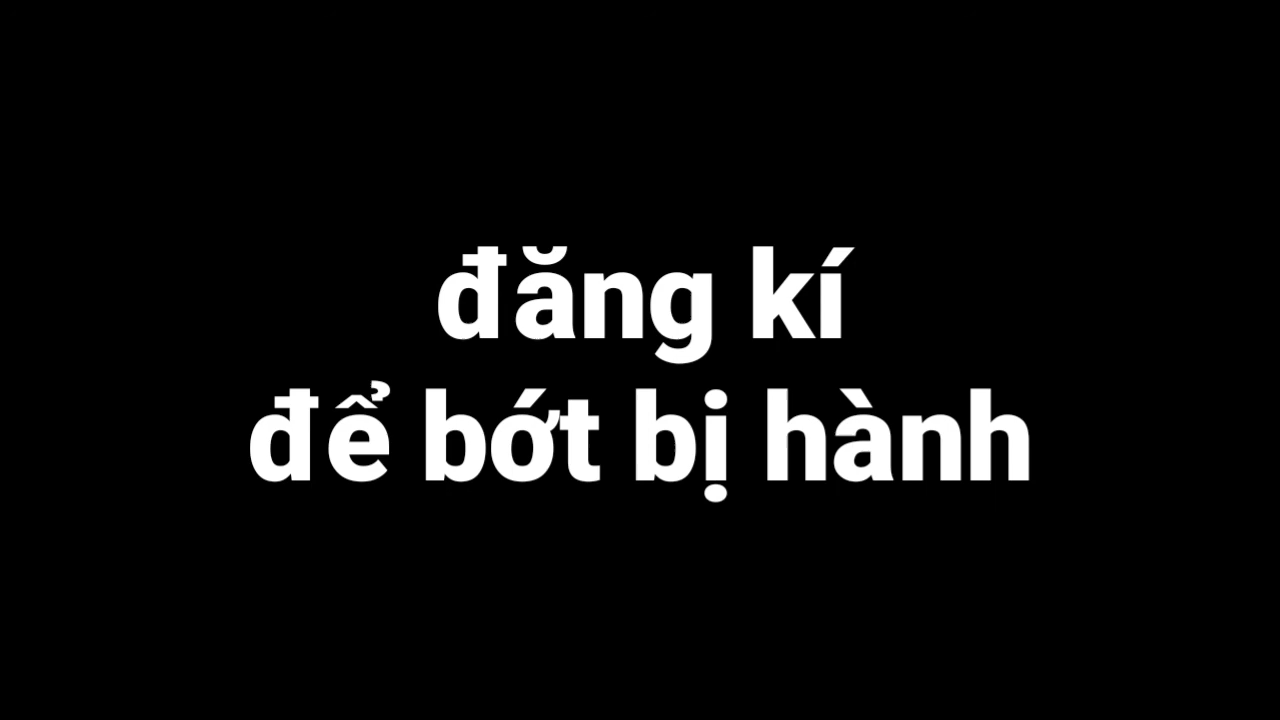 đăng kí
để bớt bị hành